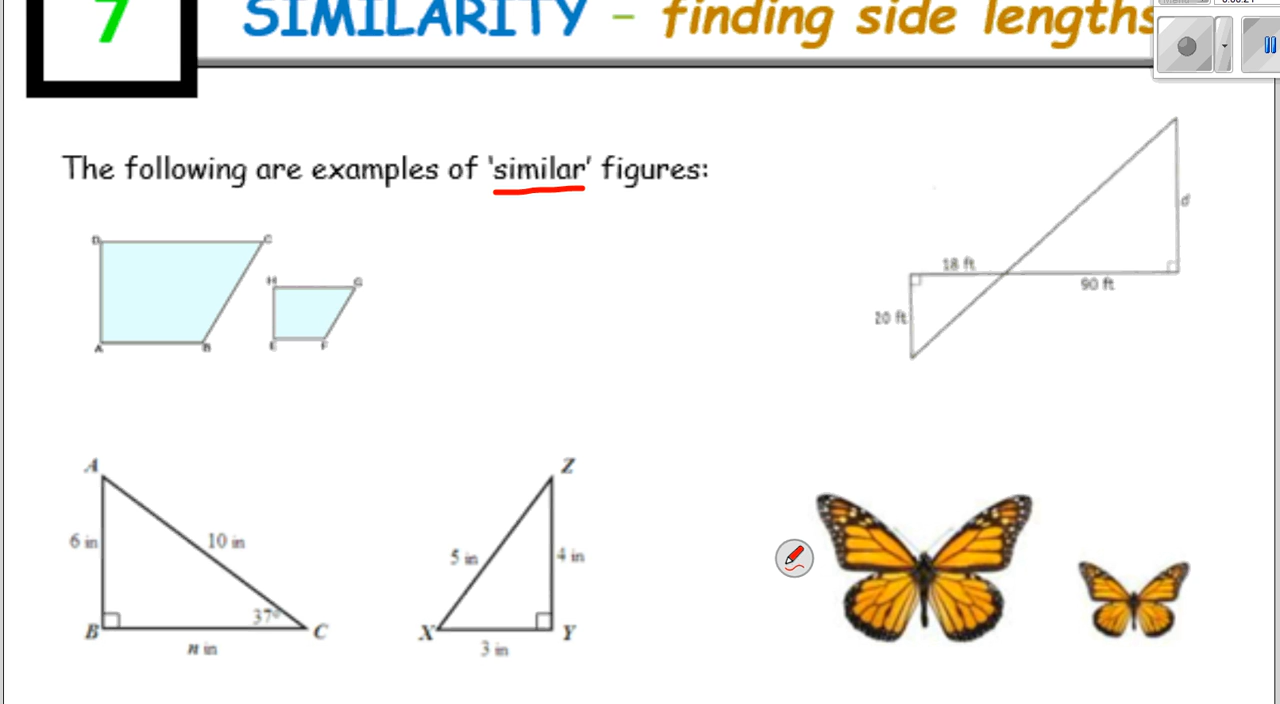 7
SIMILARITY – finding side lengths
The following are examples of 'similar' figures:
D C
H G
A B
E F
18 ft
90 ft
20 ft
d
A
6 in
10 in
37°
B C
n in
Z
5 in
4 in
X Y
3 in